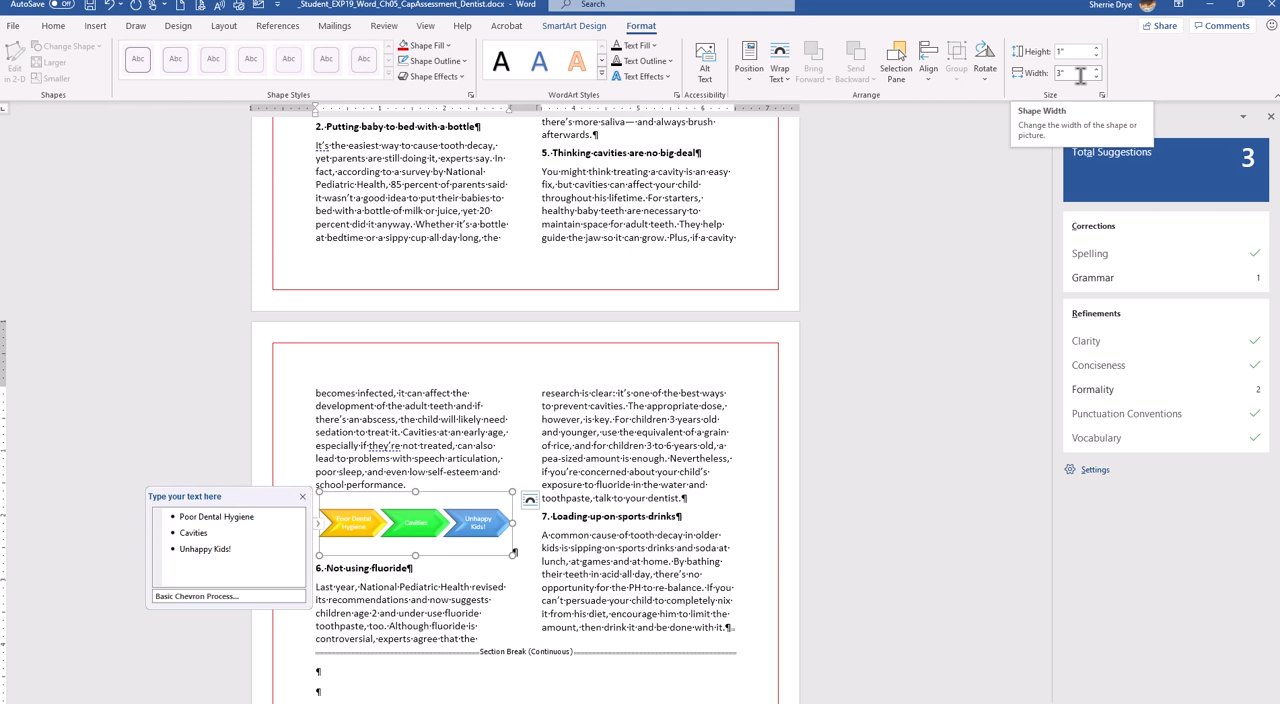 AutoSave Off
_Student_EXP19_Word_Ch05_CapAssessment_Dentist.docx - Word
Search
Sherrie Drye
File Home Insert Draw Design Layout References Mailings Review View Help Acrobat SmartArt Design Format
Share
Comments
Edit in 2-D
Change Shape
Larger
Smaller
Shapes
Abc Abc Abc Abc Abc Abc Abc
Shape Fill
Shape Outline
Shape Effects
Shape Styles
A A A
Text Fill
Text Outline
Text Effects
WordArt Styles
Alt Text
Accessibility
Position
Wrap Text
Bring Forward
Send Backward
Selection Pane
Align
Group
Rotate
Arrange
Height: 1"
Width: 3"
Size
Shape Width
Change the width of the shape or
picture.
2.·Putting·baby·to·bed·with·a·bottle¶
It's·the·easiest·way·to·cause·tooth·decay,·
yet·parents·are·still·doing·it,·experts·say.·In·
fact,·according·to·a·survey·by·National·
Pediatric·Health,·85·percent·of·parents·said·
it·wasn't·a·good·idea·to·put·their·babies·to·
bed·with·a·bottle·of·milk·or·juice,·yet·20·
percent·did·it·anyway.·Whether·it's·a·bottle·
at·bedtime·or·a·sippy·cup·all·day·long,·the·
there's·more·saliva—·and·always·brush·
afterwards.¶
5.·Thinking·cavities·are·no·big·deal¶
You·might·think·treating·a·cavity·is·an·easy·
fix,·but·cavities·can·affect·your·child·
throughout·his·lifetime.·For·starters,·
healthy·baby·teeth·are·necessary·to·
maintain·space·for·adult·teeth.·They·help·
guide·the·jaw·so·it·can·grow.·Plus,·if·a·cavity·
becomes·infected,·it·can·affect·the·
development·of·the·adult·teeth·and·if·
there's·an·abscess,·the·child·will·likely·need·
sedation·to·treat·it.·Cavities·at·an·early·age,·
especially·if·they're·not·treated,·can·also·
lead·to·problems·with·speech·articulation,·
poor·sleep,·and·even·low·self-esteem·and·
school·performance.
Poor Dental Hygiene
Cavities
Unhappy Kids!
¶
6.·Not·using·fluoride¶
Last·year,·National·Pediatric·Health·revised·
its·recommendations·and·now·suggests·
children·age·2·and·under·use·fluoride·
toothpaste,·too.·Although·fluoride·is·
controversial,·experts·agree·that·the·
research·is·clear:·it's·one·of·the·best·ways·
to·prevent·cavities.·The·appropriate·dose,·
however,·is·key.·For·children·3·years·old·
and·younger,·use·the·equivalent·of·a·grain·
of·rice,·and·for·children·3·to·6·years·old,·a·
pea-sized·amount·is·enough.·Nevertheless,·
if·you're·concerned·about·your·child's·
exposure·to·fluoride·in·the·water·and·
toothpaste,·talk·to·your·dentist.¶
7.·Loading·up·on·sports·drinks¶
A·common·cause·of·tooth·decay·in·older·
kids·is·sipping·on·sports·drinks·and·soda·at·
lunch,·at·games·and·at·home.·By·bathing·
their·teeth·in·acid·all·day,·there's·no·
opportunity·for·the·PH·to·re-balance.·If·you·
can't·persuade·your·child·to·completely·nix·
it·from·his·diet,·encourage·him·to·limit·the·
amount,·then·drink·it·and·be·done·with·it.¶
Section Break (Continuous)
¶
¶
Type your text here
• Poor Dental Hygiene
• Cavities
• Unhappy Kids!
Basic Chevron Process...
Total Suggestions 3
Corrections
Spelling
Grammar 1
Refinements
Clarity
Conciseness
Formality 2
Punctuation Conventions
Vocabulary
Settings